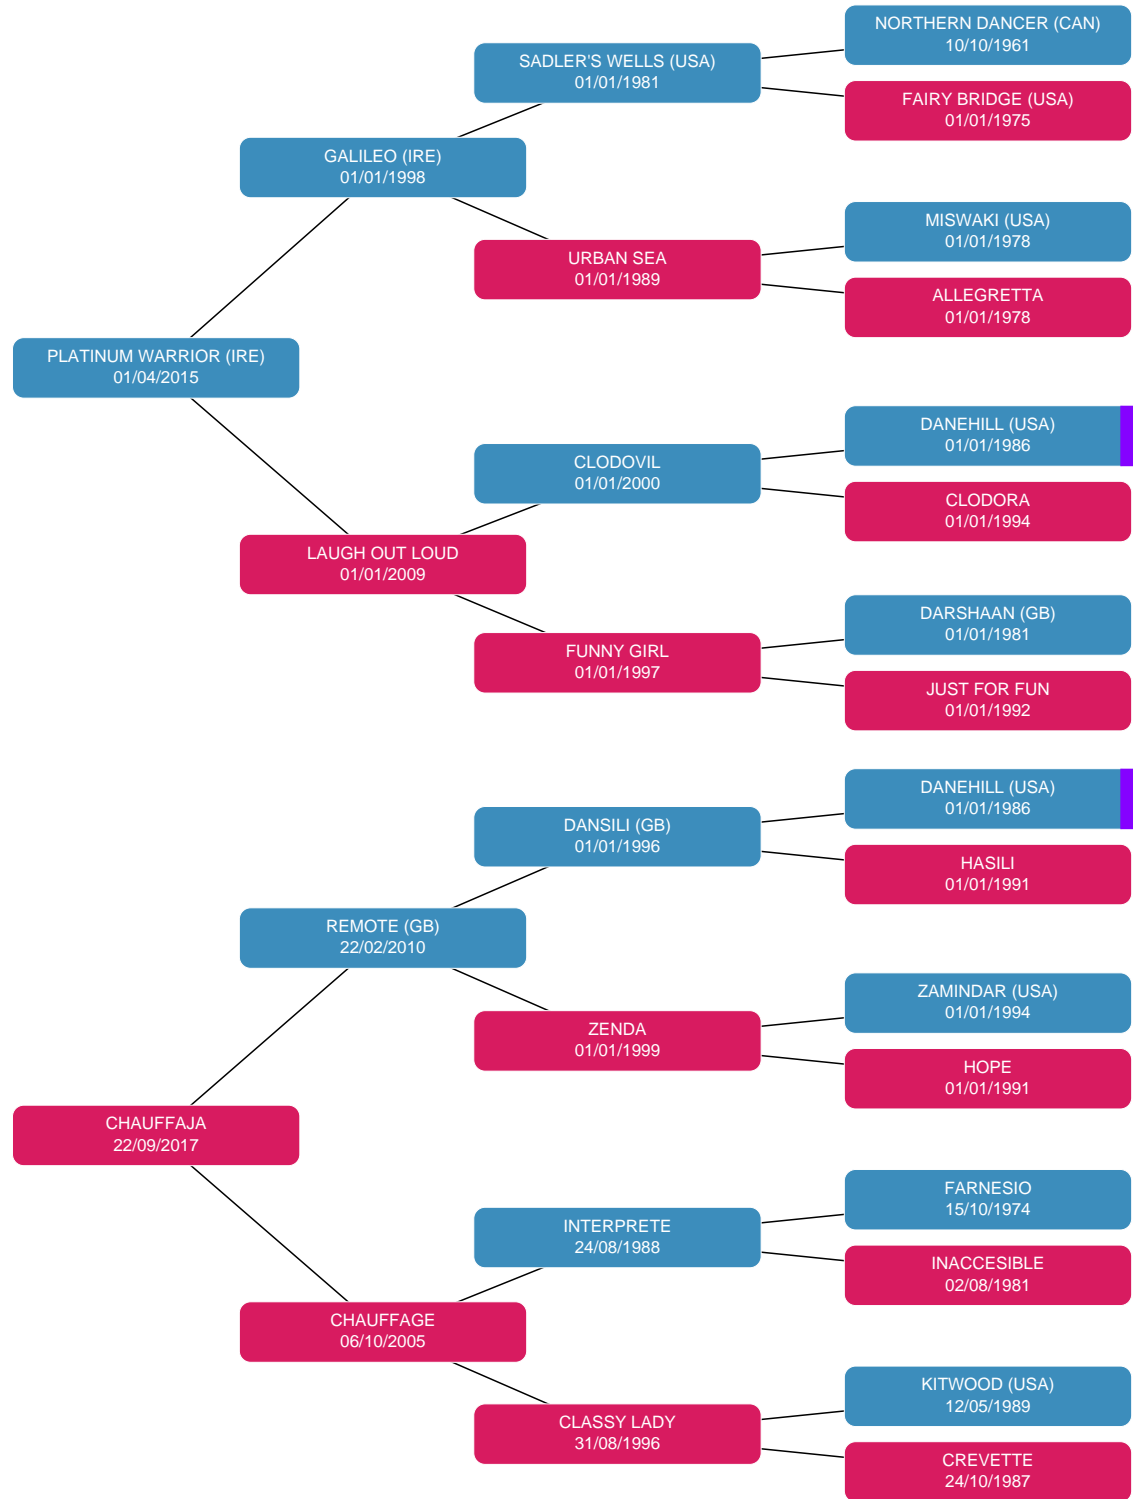 NORTHERN DANCER (CAN)
10/10/1961
SADLER'S WELLS (USA)
01/01/1981
FAIRY BRIDGE (USA)
01/01/1975
GALILEO (IRE)
01/01/1998
MISWAKI (USA)
01/01/1978
URBAN SEA
01/01/1989
ALLEGRETTA
01/01/1978
PLATINUM WARRIOR (IRE)
01/04/2015
DANEHILL (USA)
01/01/1986
CLODOVIL
01/01/2000
CLODORA
01/01/1994
LAUGH OUT LOUD
01/01/2009
DARSHAAN (GB)
01/01/1981
FUNNY GIRL
01/01/1997
JUST FOR FUN
01/01/1992
DANEHILL (USA)
01/01/1986
DANSILI (GB)
01/01/1996
HASILI
01/01/1991
REMOTE (GB)
22/02/2010
ZAMINDAR (USA)
01/01/1994
ZENDA
01/01/1999
HOPE
01/01/1991
CHAUFFAJA
22/09/2017
FARNESIO
15/10/1974
INTERPRETE
24/08/1988
INACCESIBLE
02/08/1981
CHAUFFAGE
06/10/2005
KITWOOD (USA)
12/05/1989
CLASSY LADY
31/08/1996
CREVETTE
24/10/1987